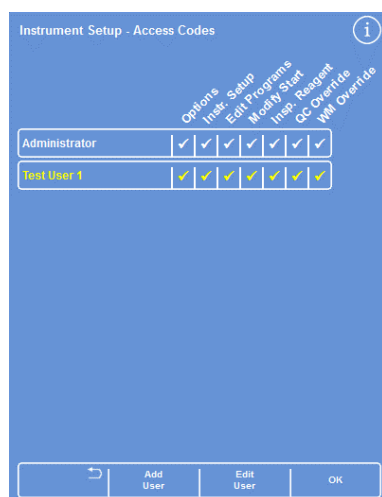 Instrument Setup - Access Codes
i
Options
Instr. Setup
Edit Programs
Modify Start
Insp. Reagent
QC Override
WM Override
Administrator ✓ ✓ ✓ ✓ ✓ ✓ ✓
Test User 1 ✓ ✓ ✓ ✓ ✓ ✓ ✓
Add
User
Edit
User
OK